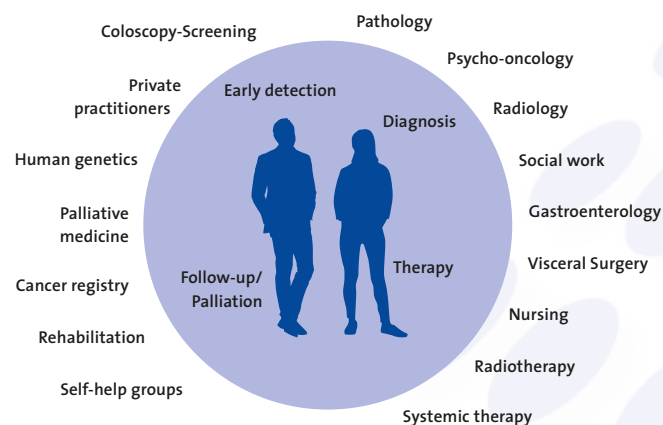 Pathology
Coloscopy-Screening
Psycho-oncology
Private
practitioners
Early detection
Radiology
Diagnosis
Human genetics
Social work
Palliative
medicine
Gastroenterology
Visceral Surgery
Therapy
Follow-up/
Palliation
Cancer registry
Nursing
Rehabilitation
Radiotherapy
Self-help groups
Systemic therapy